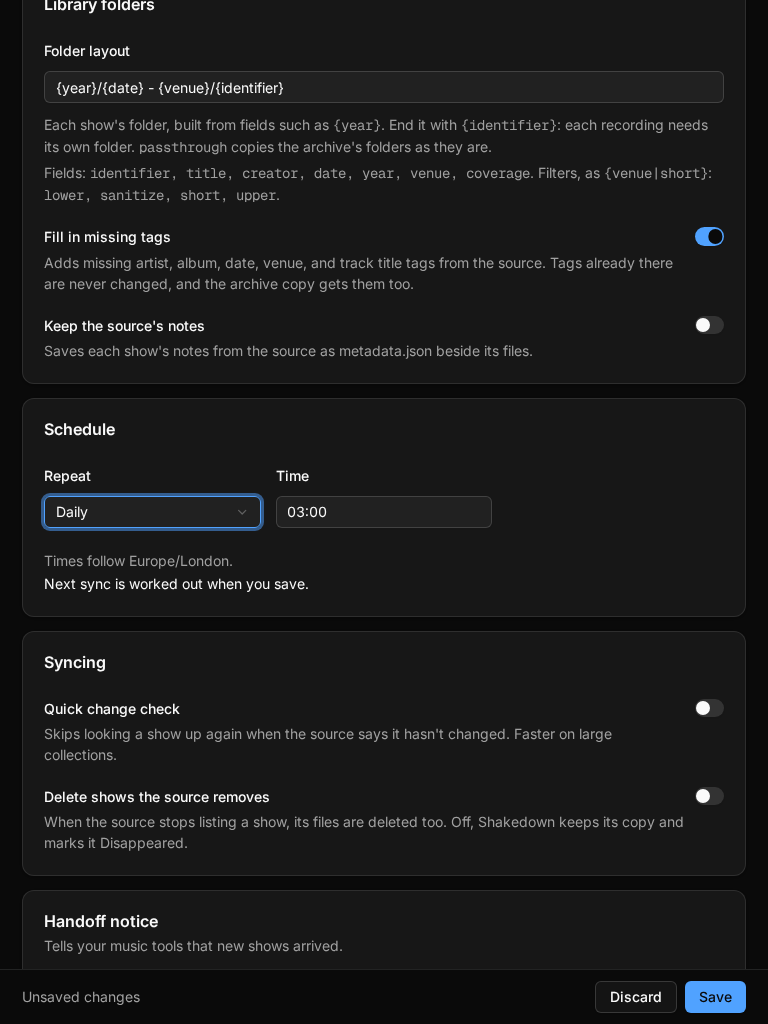 Library folders
Folder layout
{year}/{date} - {venue}/{identifier}
Each show's folder, built from fields such as {year}. End it with {identifier}: each recording needs
its own folder. passthrough copies the archive's folders as they are.
Fields: identifier, title, creator, date, year, venue, coverage. Filters, as {venue|short}:
lower, sanitize, short, upper.
Fill in missing tags
Adds missing artist, album, date, venue, and track title tags from the source. Tags already there
are never changed, and the archive copy gets them too.
Keep the source's notes
Saves each show's notes from the source as metadata.json beside its files.
Schedule
Repeat Time
Daily 03:00
Times follow Europe/London.
Next sync is worked out when you save.
Syncing
Quick change check
Skips looking a show up again when the source says it hasn't changed. Faster on large
collections.
Delete shows the source removes
When the source stops listing a show, its files are deleted too. Off, Shakedown keeps its copy and
marks it Disappeared.
Handoff notice
Tells your music tools that new shows arrived.
Unsaved changes Discard Save